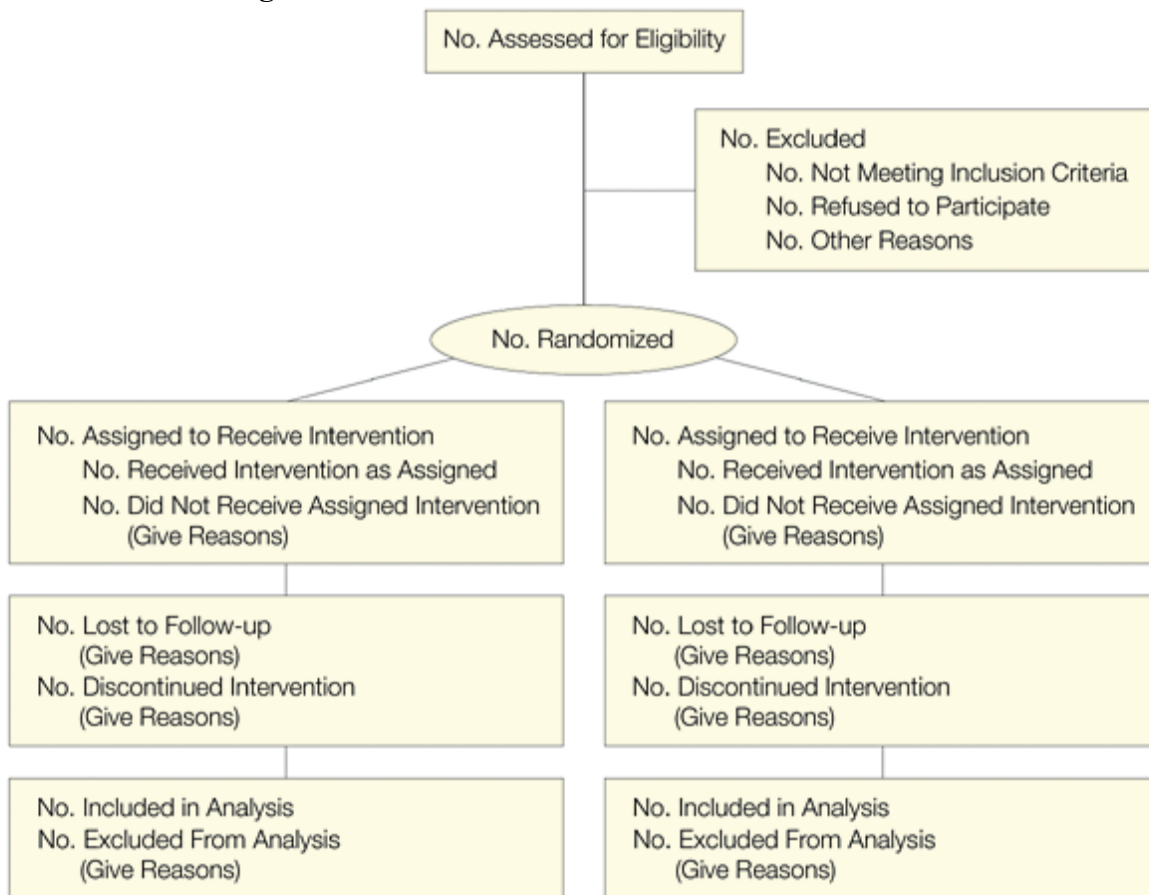 No. Assessed for Eligibility
No. Excluded
No. Not Meeting Inclusion Criteria
No. Refused to Participate
No. Other Reasons
No. Randomized
No. Assigned to Receive Intervention
No. Received Intervention as Assigned
No. Did Not Receive Assigned Intervention
(Give Reasons)
No. Assigned to Receive Intervention
No. Received Intervention as Assigned
No. Did Not Receive Assigned Intervention
(Give Reasons)
No. Lost to Follow-up
(Give Reasons)
No. Discontinued Intervention
(Give Reasons)
No. Lost to Follow-up
(Give Reasons)
No. Discontinued Intervention
(Give Reasons)
No. Included in Analysis
No. Excluded From Analysis
(Give Reasons)
No. Included in Analysis
No. Excluded From Analysis
(Give Reasons)